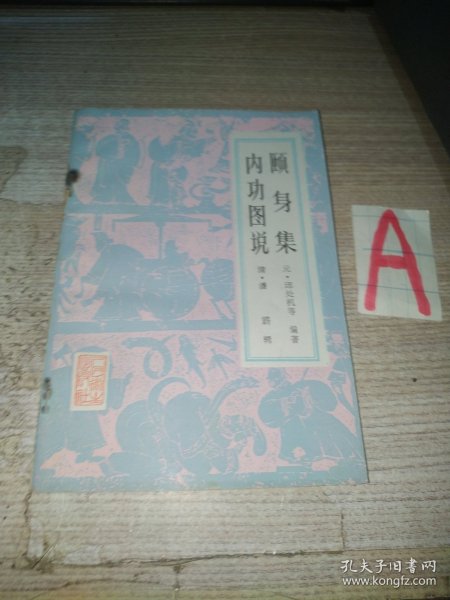 颐身集
元·邱处机等 编著
内功图说
清·潘 霨 编
A
孔夫子旧书网
www.kongfz.com